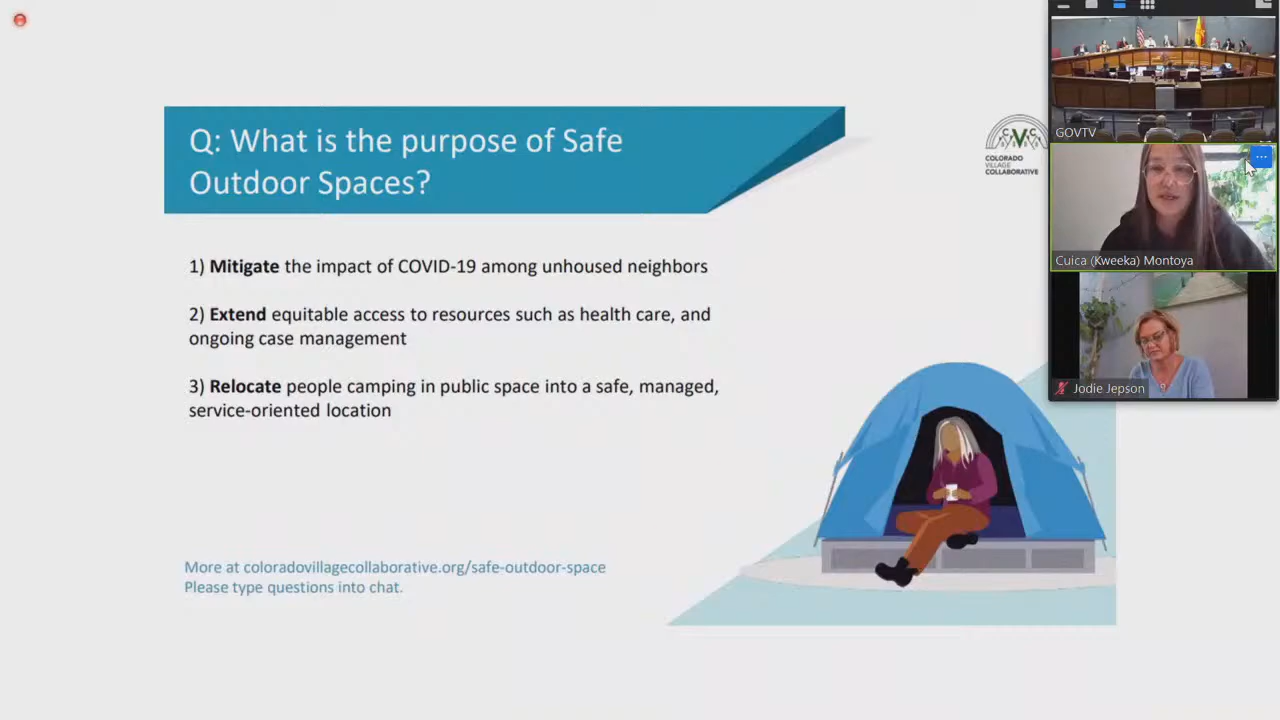 Q: What is the purpose of Safe
Outdoor Spaces?
COLORADO
VILLAGE
COLLABORATIVE
1) Mitigate the impact of COVID-19 among unhoused neighbors
2) Extend equitable access to resources such as health care, and
ongoing case management
3) Relocate people camping in public space into a safe, managed,
service-oriented location
More at coloradovillagecollaborative.org/safe-outdoor-space
Please type questions into chat.
GOVTV
Cuica (Kweeka) Montoya
Jodie Jepson